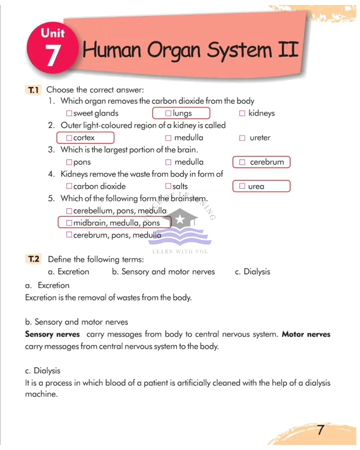 Unit
7
Human Organ System II
T.1 Choose the correct answer:
1. Which organ removes the carbon dioxide from the body
sweet glands lungs kidneys
2. Outer light-coloured region of a kidney is called
cortex medulla ureter
3. Which is the largest portion of the brain.
pons medulla cerebrum
4. Kidneys remove the waste from body in form of
carbon dioxide salts urea
5. Which of the following form the brainstem.
cerebellum, pons, medulla
midbrain, medulla, pons
cerebrum, pons, medulla
LEARN WITH SGL
T.2 Define the following terms:
a. Excretion b. Sensory and motor nerves c. Dialysis
a. Excretion
Excretion is the removal of wastes from the body.
b. Sensory and motor nerves
Sensory nerves carry messages from body to central nervous system. Motor nerves
carry messages from central nervous system to the body.
c. Dialysis
It is a process in which blood of a patient is artificially cleaned with the help of a dialysis
machine.
7